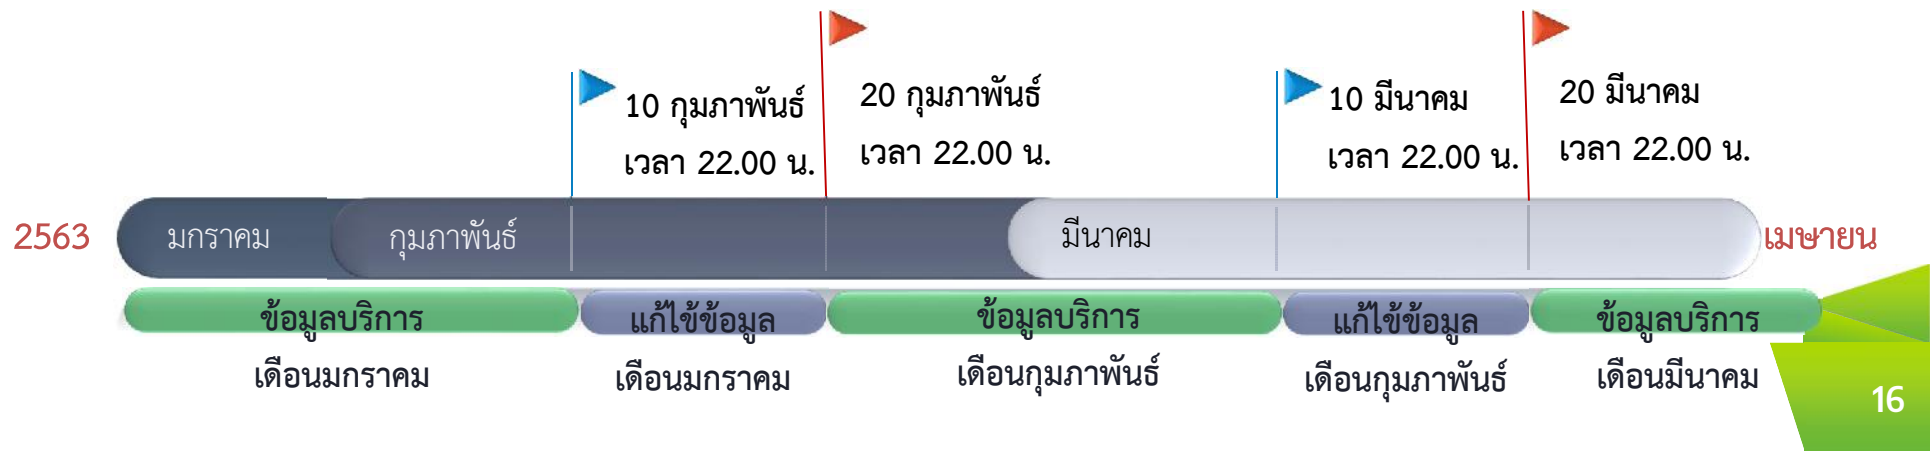 10 กุมภาพันธ์
เวลา 22.00 น.
20 กุมภาพันธ์
เวลา 22.00 น.
10 มีนาคม
เวลา 22.00 น.
20 มีนาคม
เวลา 22.00 น.
2563
มกราคม
กุมภาพันธ์
มีนาคม
เมษายน
ข้อมูลบริการ
เดือนมกราคม
แก้ไข้ข้อมูล
เดือนมกราคม
ข้อมูลบริการ
เดือนกุมภาพันธ์
แก้ไข้ข้อมูล
เดือนกุมภาพันธ์
ข้อมูลบริการ
เดือนมีนาคม
16